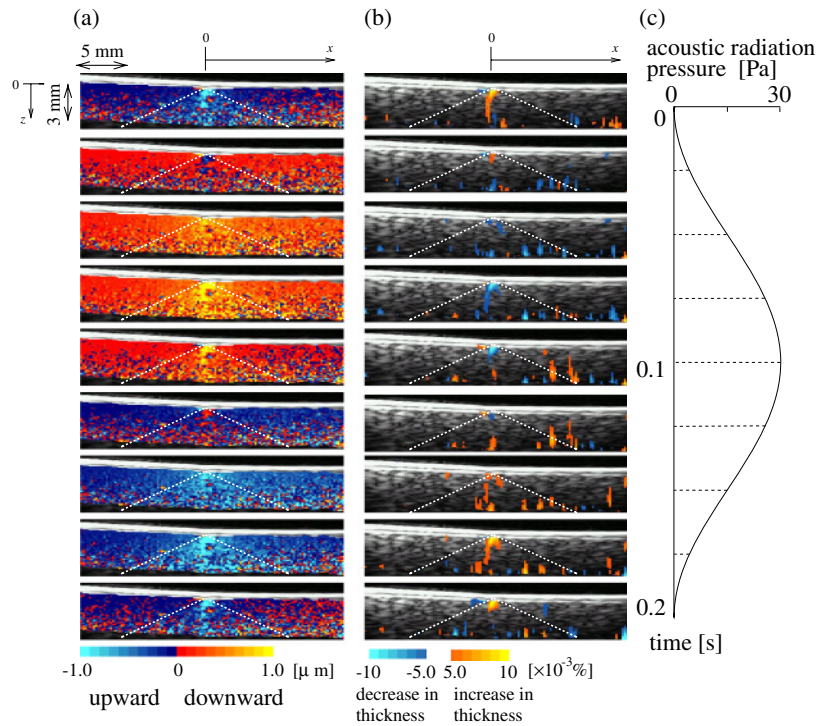 (a)
(b)
(c)
5 mm
0
x
0
x
acoustic radiation
pressure [Pa]
0
z
3 mm
0
30
0
0.1
0.2
time [s]
-1.0
0
1.0
[μ m]
upward
downward
-10
-5.0
5.0
10
[×10-3%]
decrease in
thickness
increase in
thickness